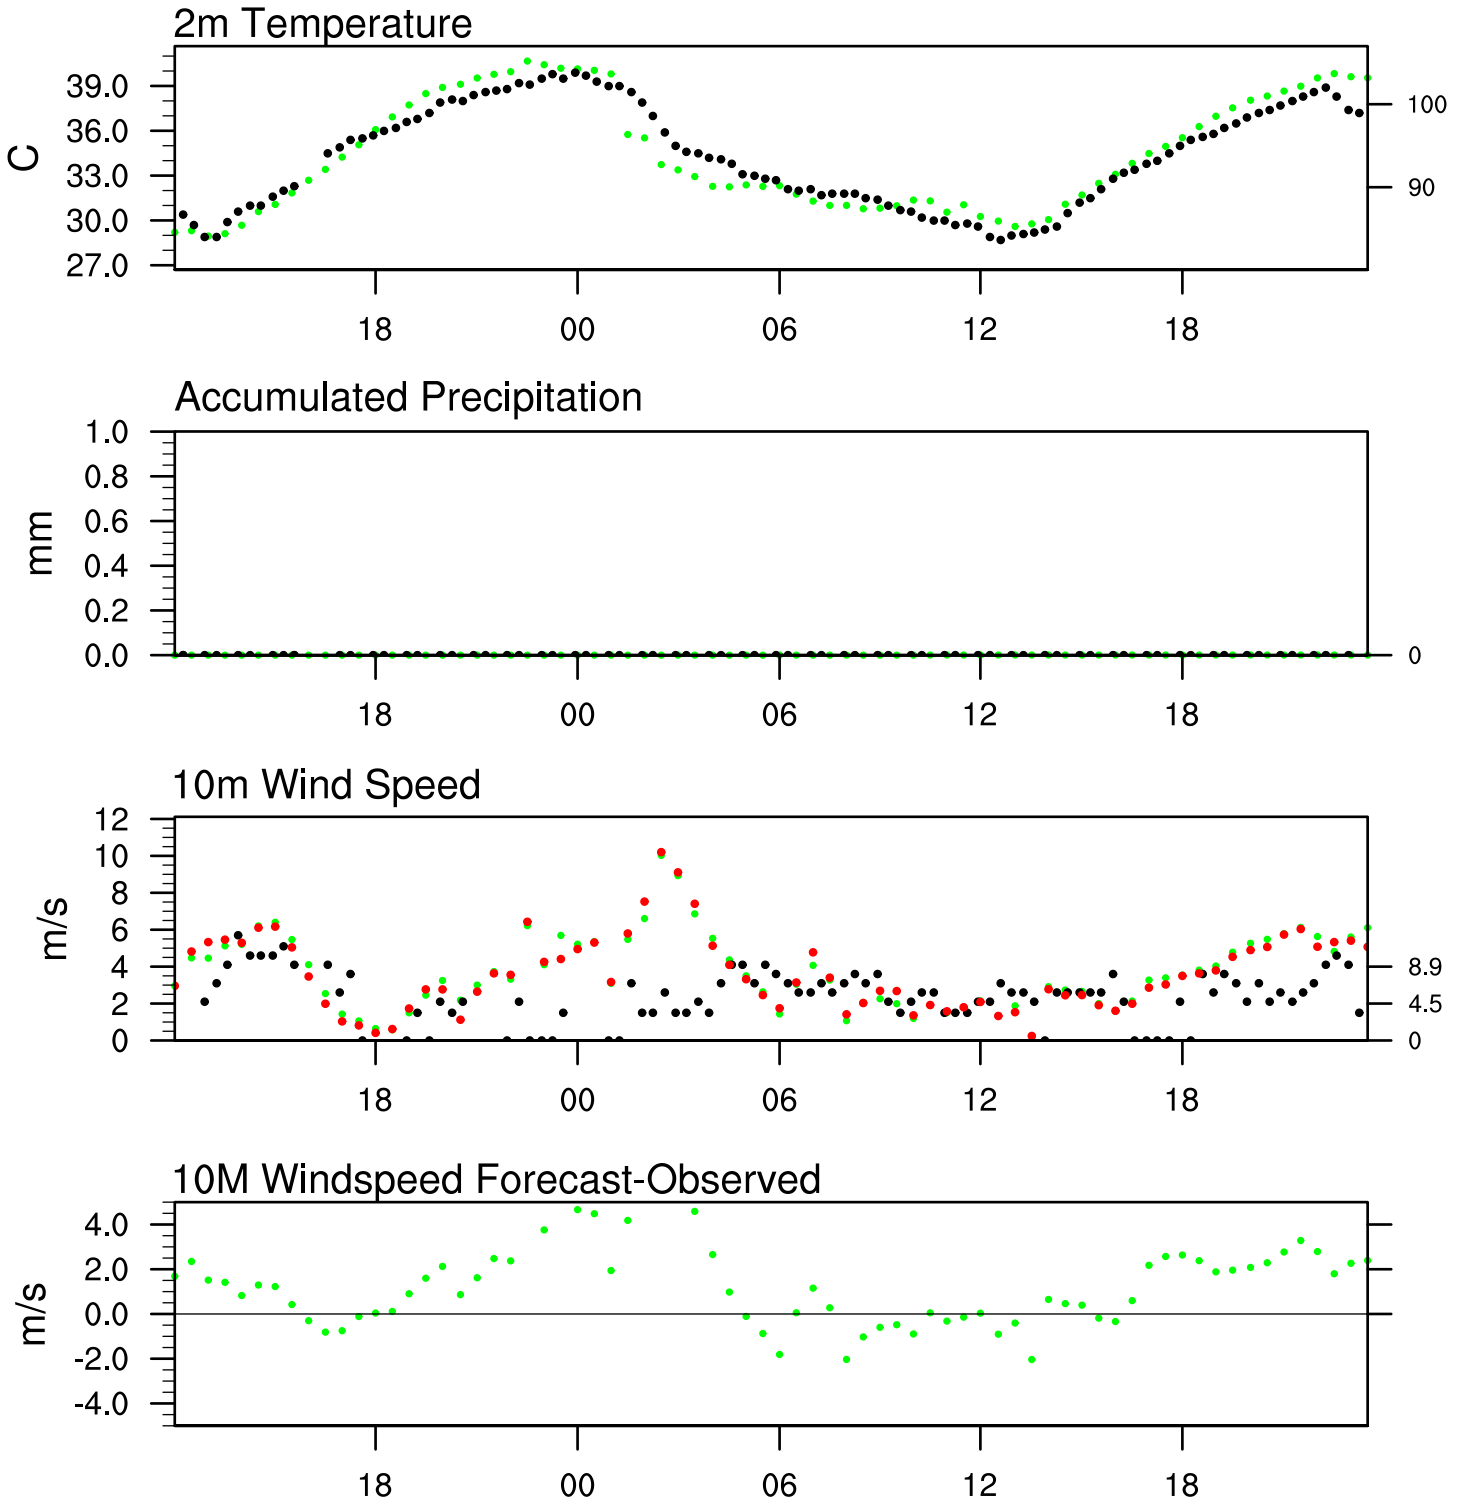 2m Temperature
39.0
36.0
33.0
30.0
27.0
C
100
90
18 00 06 12 18
Accumulated Precipitation
1.0
0.8
0.6
0.4
0.2
0.0
mm
0
18 00 06 12 18
10m Wind Speed
12
10
8
6
4
2
0
m/s
8.9
4.5
0
18 00 06 12 18
10M Windspeed Forecast-Observed
4.0
2.0
0.0
-2.0
-4.0
m/s
18 00 06 12 18